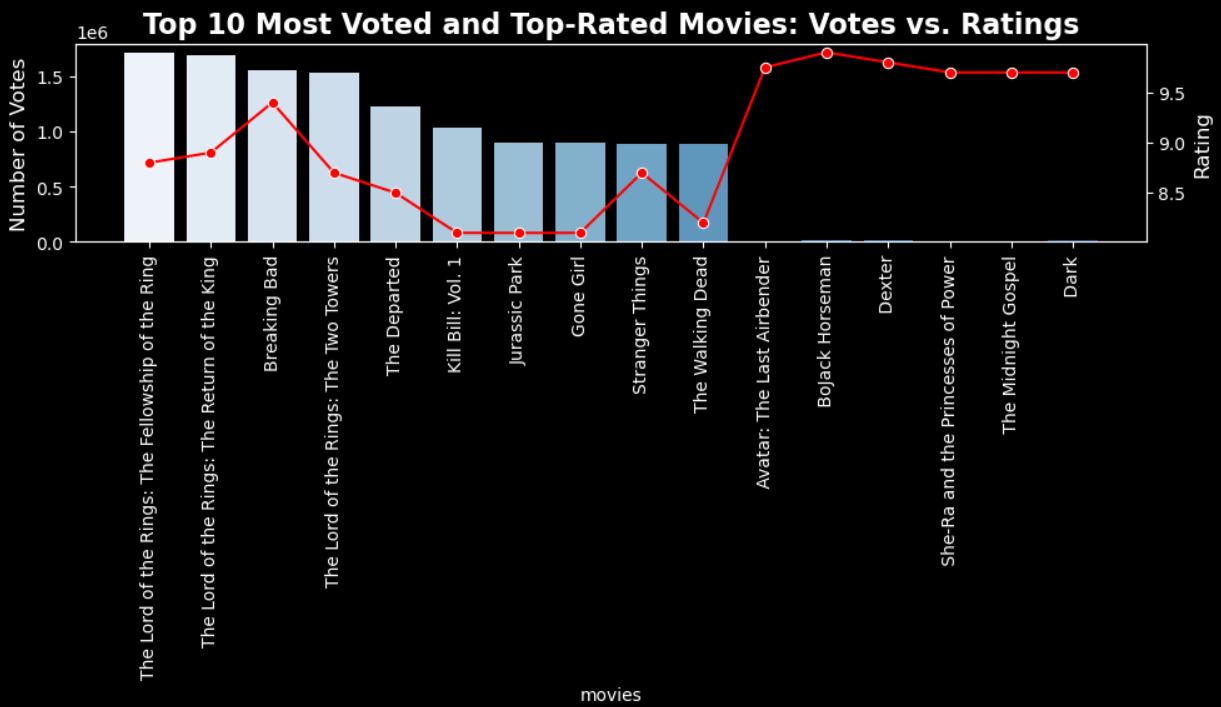 Top 10 Most Voted and Top-Rated Movies: Votes vs. Ratings
1e6
Number of Votes
1.5
1.0
0.5
0.0
9.5
9.0
8.5
Rating
The Lord of the Rings: The Fellowship of the Ring
The Lord of the Rings: The Return of the King
Breaking Bad
The Lord of the Rings: The Two Towers
The Departed
Kill Bill: Vol. 1
Jurassic Park
Gone Girl
Stranger Things
The Walking Dead
Avatar: The Last Airbender
BoJack Horseman
Dexter
She-Ra and the Princesses of Power
The Midnight Gospel
Dark
movies